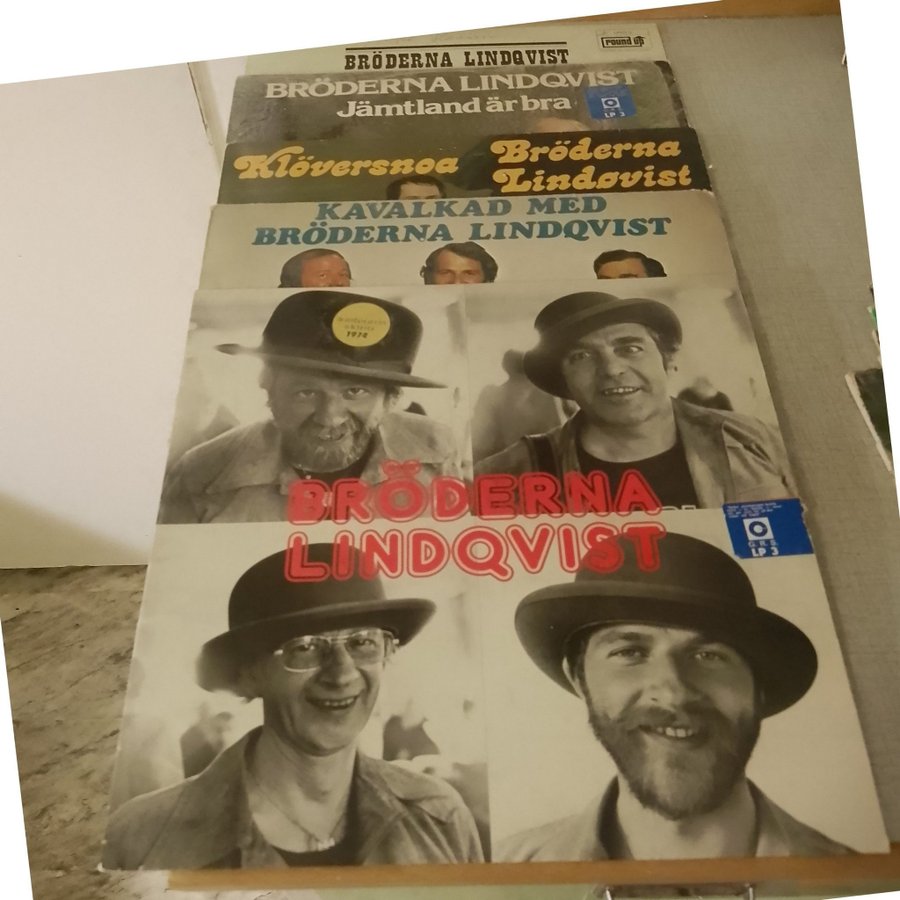 round up
BRÖDERNA LINDQVIST
BRÖDERNA LINDQVIST
Jämtland är bra
LP 3
Klöversnoa
Bröderna
Lindqvist
KAVALKAD MED
BRÖDERNA LINDQVIST
1974
BRÖDERNA
LINDQVIST
G.R.S.
LP 3